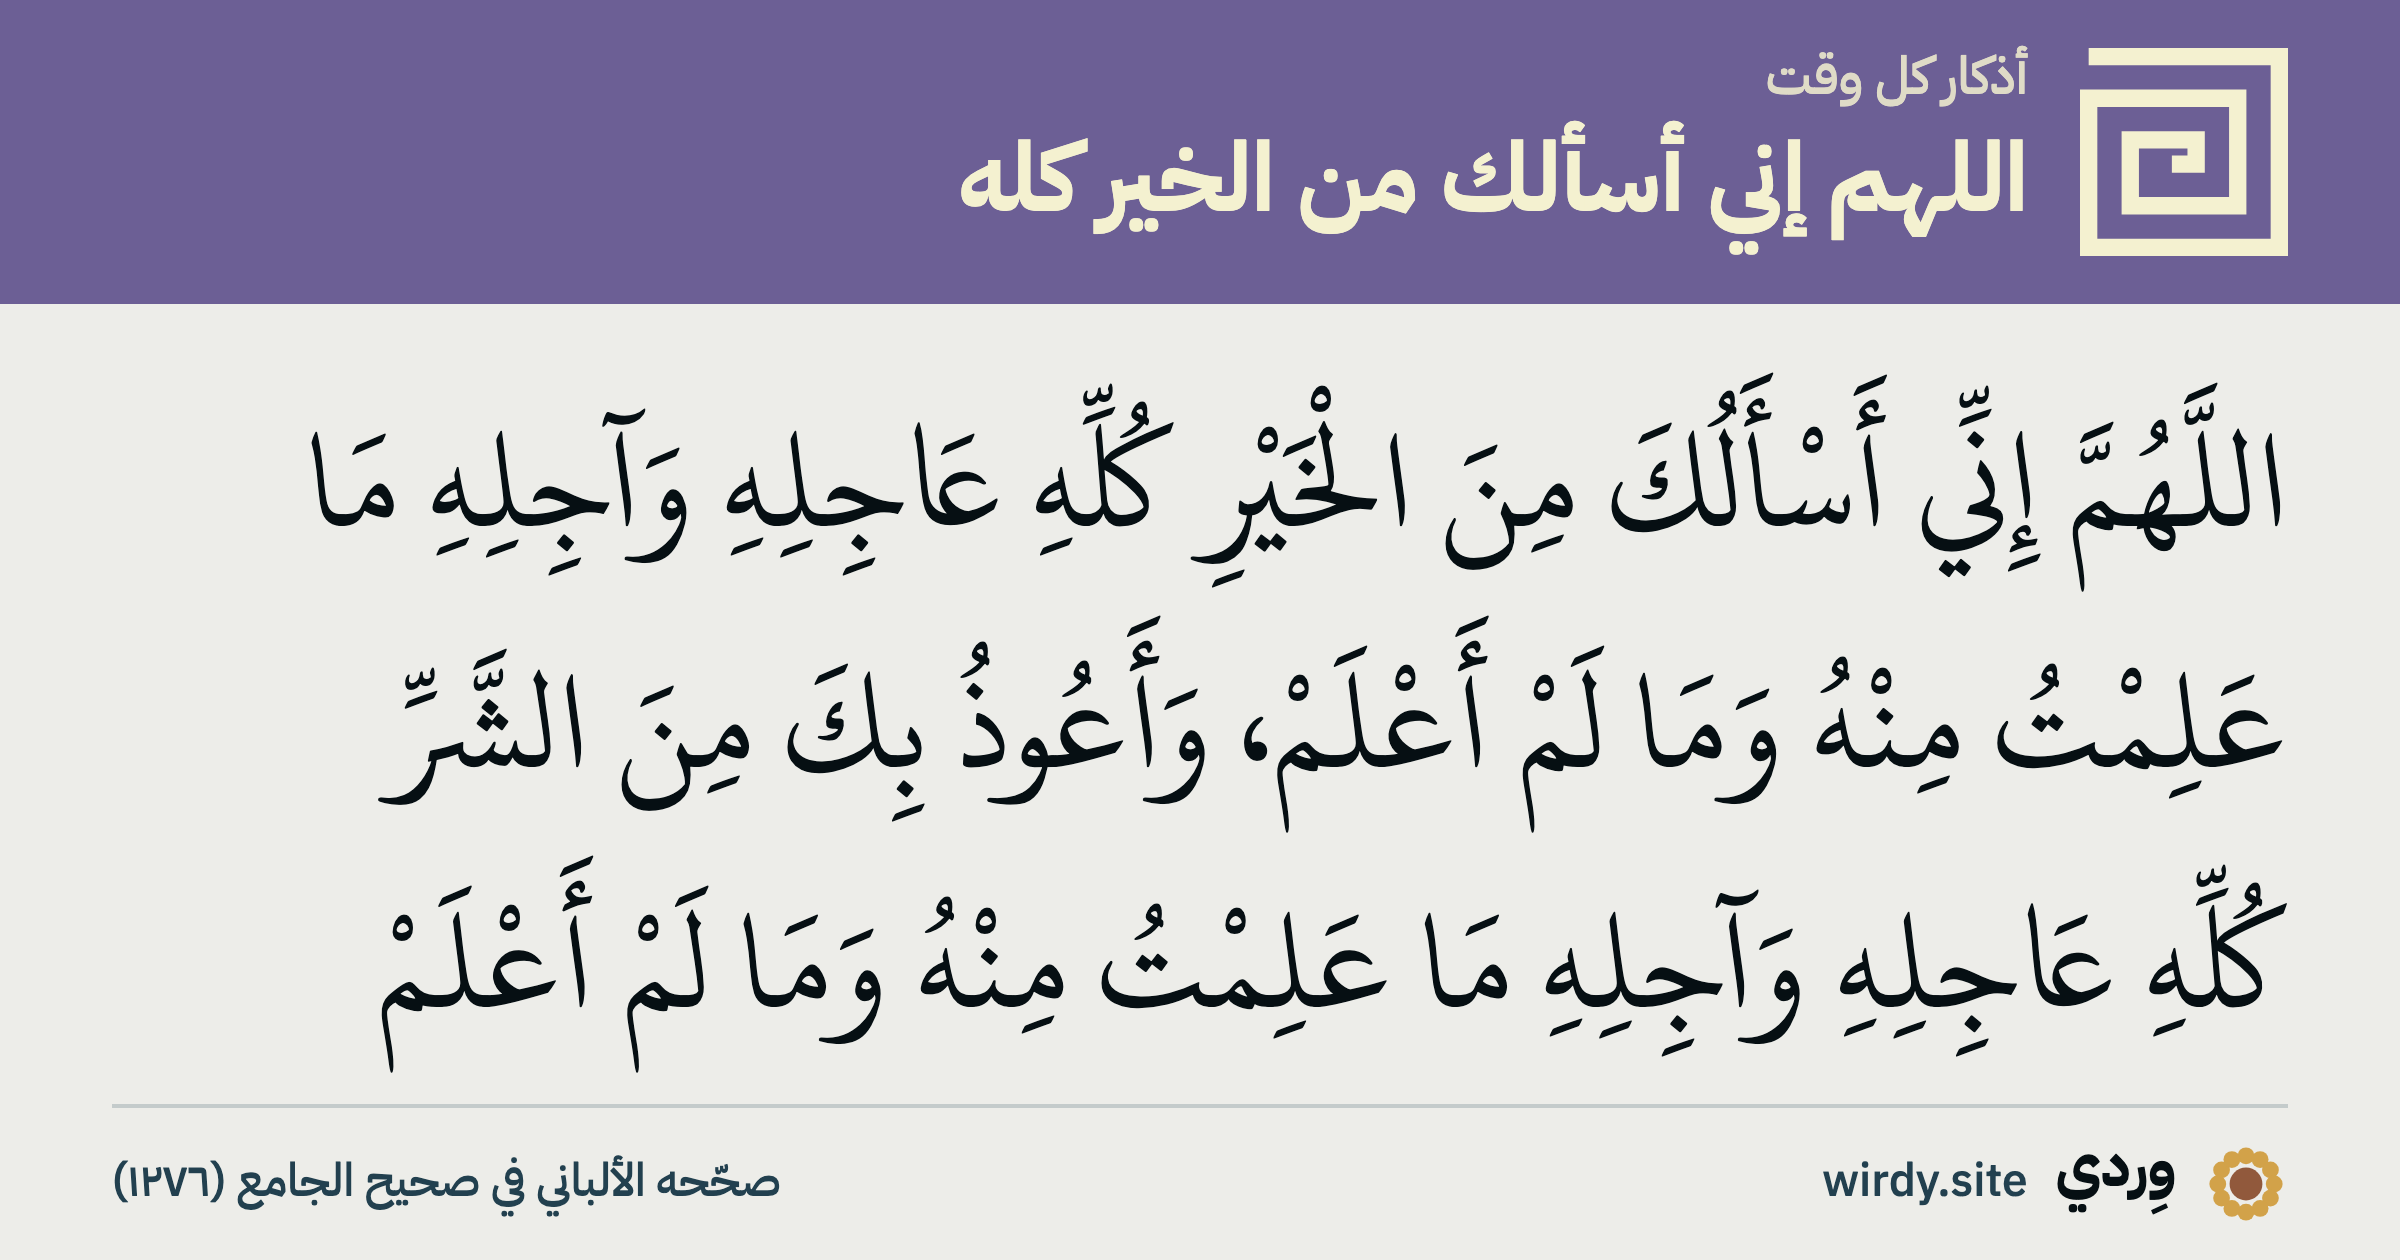 أذكار كل وقت
اللهم إني أسألك من الخير كله
اللَّهُمَّ إِنِّي أَسْأَلُكَ مِنَ الْخَيْرِ كُلِّهِ عَاجِلِهِ وَآجِلِهِ مَا
عَلِمْتُ مِنْهُ وَمَا لَمْ أَعْلَمْ، وَأَعُوذُ بِكَ مِنَ الشَّرِّ
كُلِّهِ عَاجِلِهِ وَآجِلِهِ مَا عَلِمْتُ مِنْهُ وَمَا لَمْ أَعْلَمْ
وِردي wirdy.site
صحّحه الألباني في صحيح الجامع (١٢٧٦)